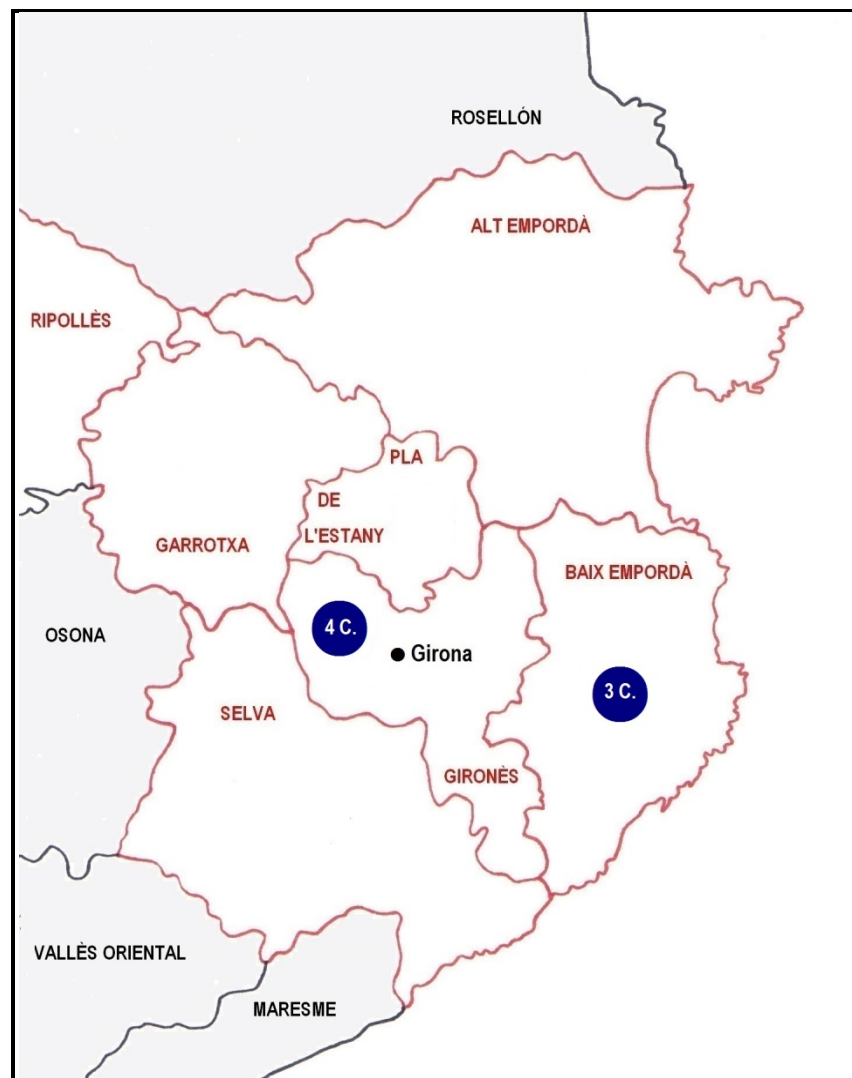 ROSELLÓN
ALT EMPORDÀ
RIPOLLÈS
PLA
DE
L'ESTANY
GARROTXA
BAIX EMPORDÀ
OSONA
4 C.
Girona
3 C.
SELVA
GIRONÈS
VALLÈS ORIENTAL
MARESME